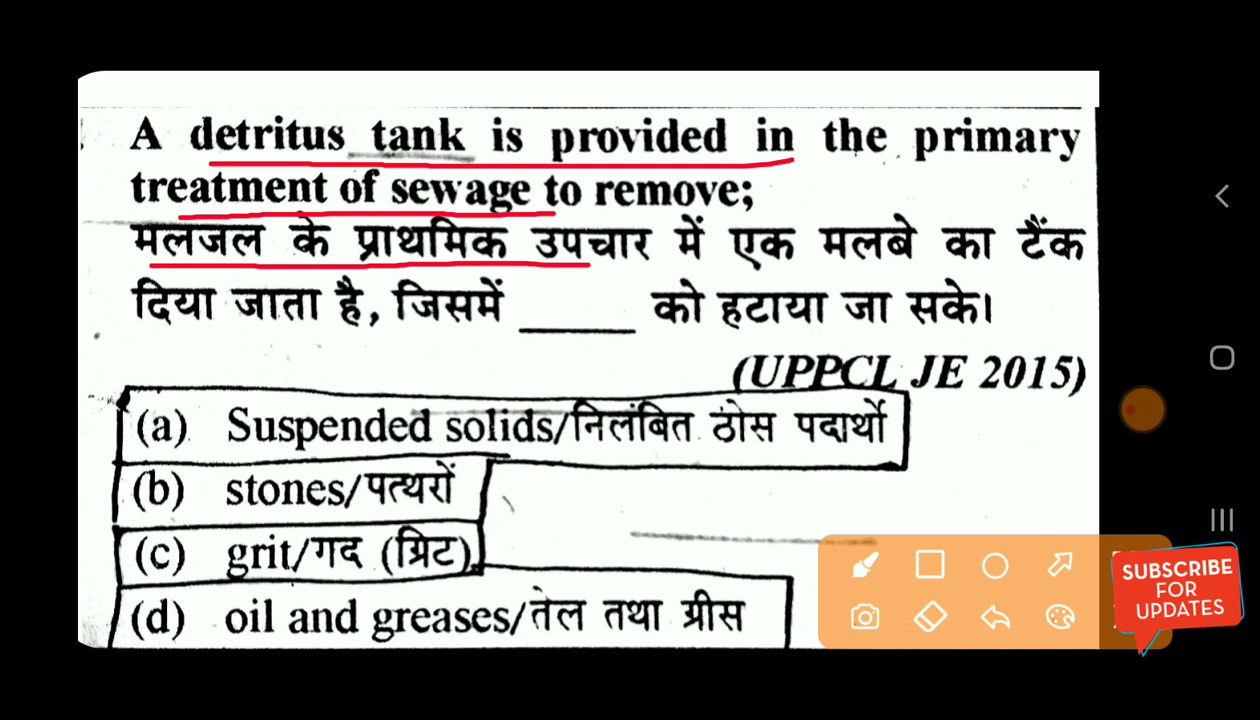 A detritus tank is provided in the primary
treatment of sewage to remove;
मलजल के प्राथमिक उपचार में एक मलबे का टैंक
दिया जाता है, जिसमें ______ को हटाया जा सके।
(UPPCL JE 2015)
(a) Suspended solids/निलंबित ठोस पदार्थो
(b) stones/पत्थरों
(c) grit/गद (ग्रिट)
(d) oil and greases/तेल तथा ग्रीस
SUBSCRIBE
FOR
UPDATES